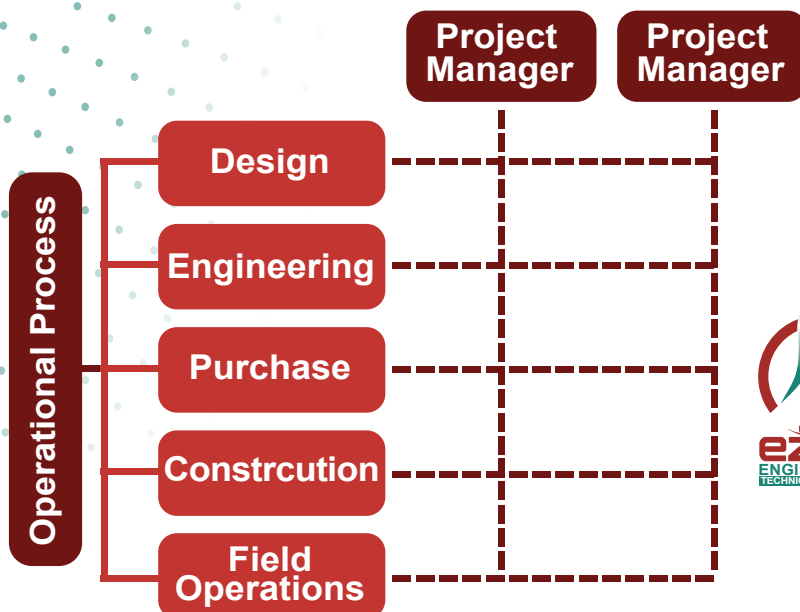 Project
Manager
Project
Manager
Operational Process
Design
Engineering
Purchase
Constrcution
Field
Operations